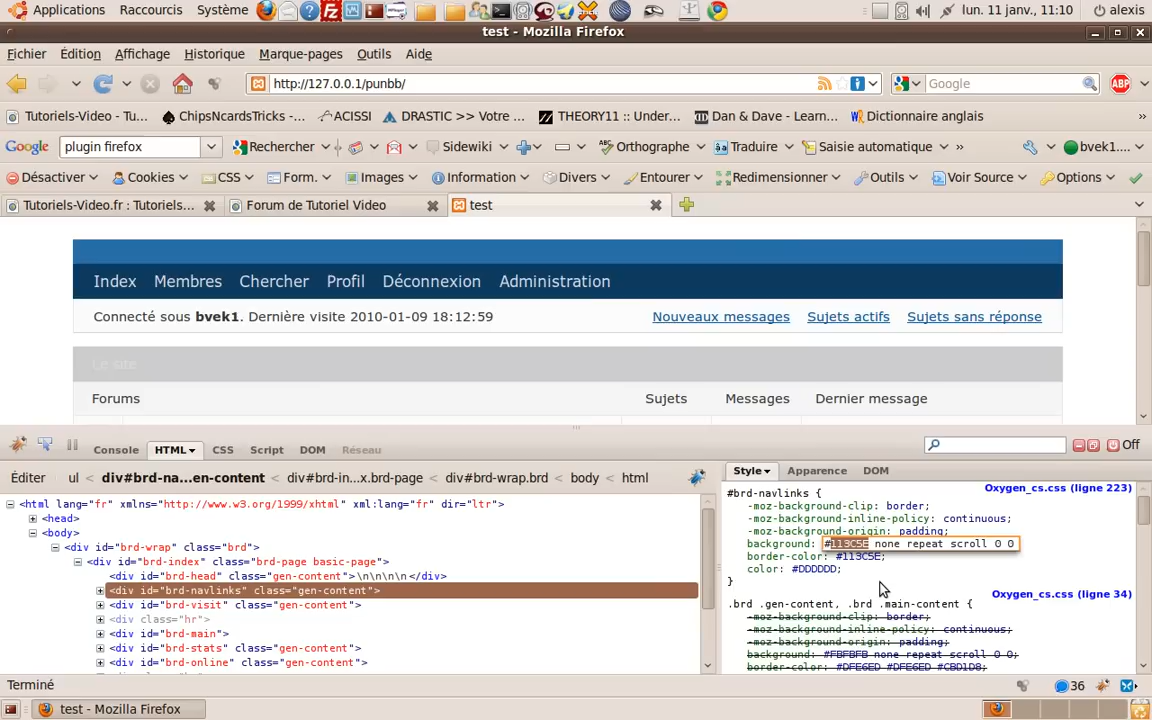 Applications Raccourcis Système lun. 11 janv., 11:10 alexis
test - Mozilla Firefox
Fichier Édition Affichage Historique Marque-pages Outils Aide
http://127.0.0.1/punbb/ Google ABP
Tutoriels-Video - Tu... ChipsNcardsTricks -... ACISSI DRASTIC >> Votre ... THEORY11 :: Under... Dan & Dave - Learn... Dictionnaire anglais »
Google plugin firefox Rechercher Sidewiki Orthographe Traduire Saisie automatique » bvek1....
Désactiver Cookies CSS Form. Images Information Divers Entourer Redimensionner Outils Voir Source Options
Tutoriels-Video.fr : Tutoriels... Forum de Tutoriel Video test
Index Membres Chercher Profil Déconnexion Administration
Connecté sous bvek1. Dernière visite 2010-01-09 18:12:59 Nouveaux messages Sujets actifs Sujets sans réponse
Le site
Forums Sujets Messages Dernier message
Console HTML CSS Script DOM Réseau Off
Éditer ul < div#brd-na...en-content < div#brd-in...x.brd-page < div#brd-wrap.brd < body < html
Style Apparence DOM
<html lang="fr" xmlns="http://www.w3.org/1999/xhtml" xml:lang="fr" dir="ltr">
<head>
<body>
<div id="brd-wrap" class="brd">
<div id="brd-index" class="brd-page basic-page">
<div id="brd-head" class="gen-content">\n\n\n\n</div>
<div id="brd-navlinks" class="gen-content">
<div id="brd-visit" class="gen-content">
<div class="hr">
<div id="brd-main">
<div id="brd-stats" class="gen-content">
<div id="brd-online" class="gen-content">
Oxygen_cs.css (ligne 223)
#brd-navlinks {
-moz-background-clip: border;
-moz-background-inline-policy: continuous;
-moz-background-origin: padding;
background: #113C5E none repeat scroll 0 0
border-color: #113C5E;
color: #DDDDDD;
}
Oxygen_cs.css (ligne 34)
.brd .gen-content, .brd .main-content {
-moz-background-clip: border;
-moz-background-inline-policy: continuous;
-moz-background-origin: padding;
background: #FBFBFB none repeat scroll 0 0;
border-color: #DFE6ED #DFE6ED #CBD1D8;
Terminé 36
test - Mozilla Firefox